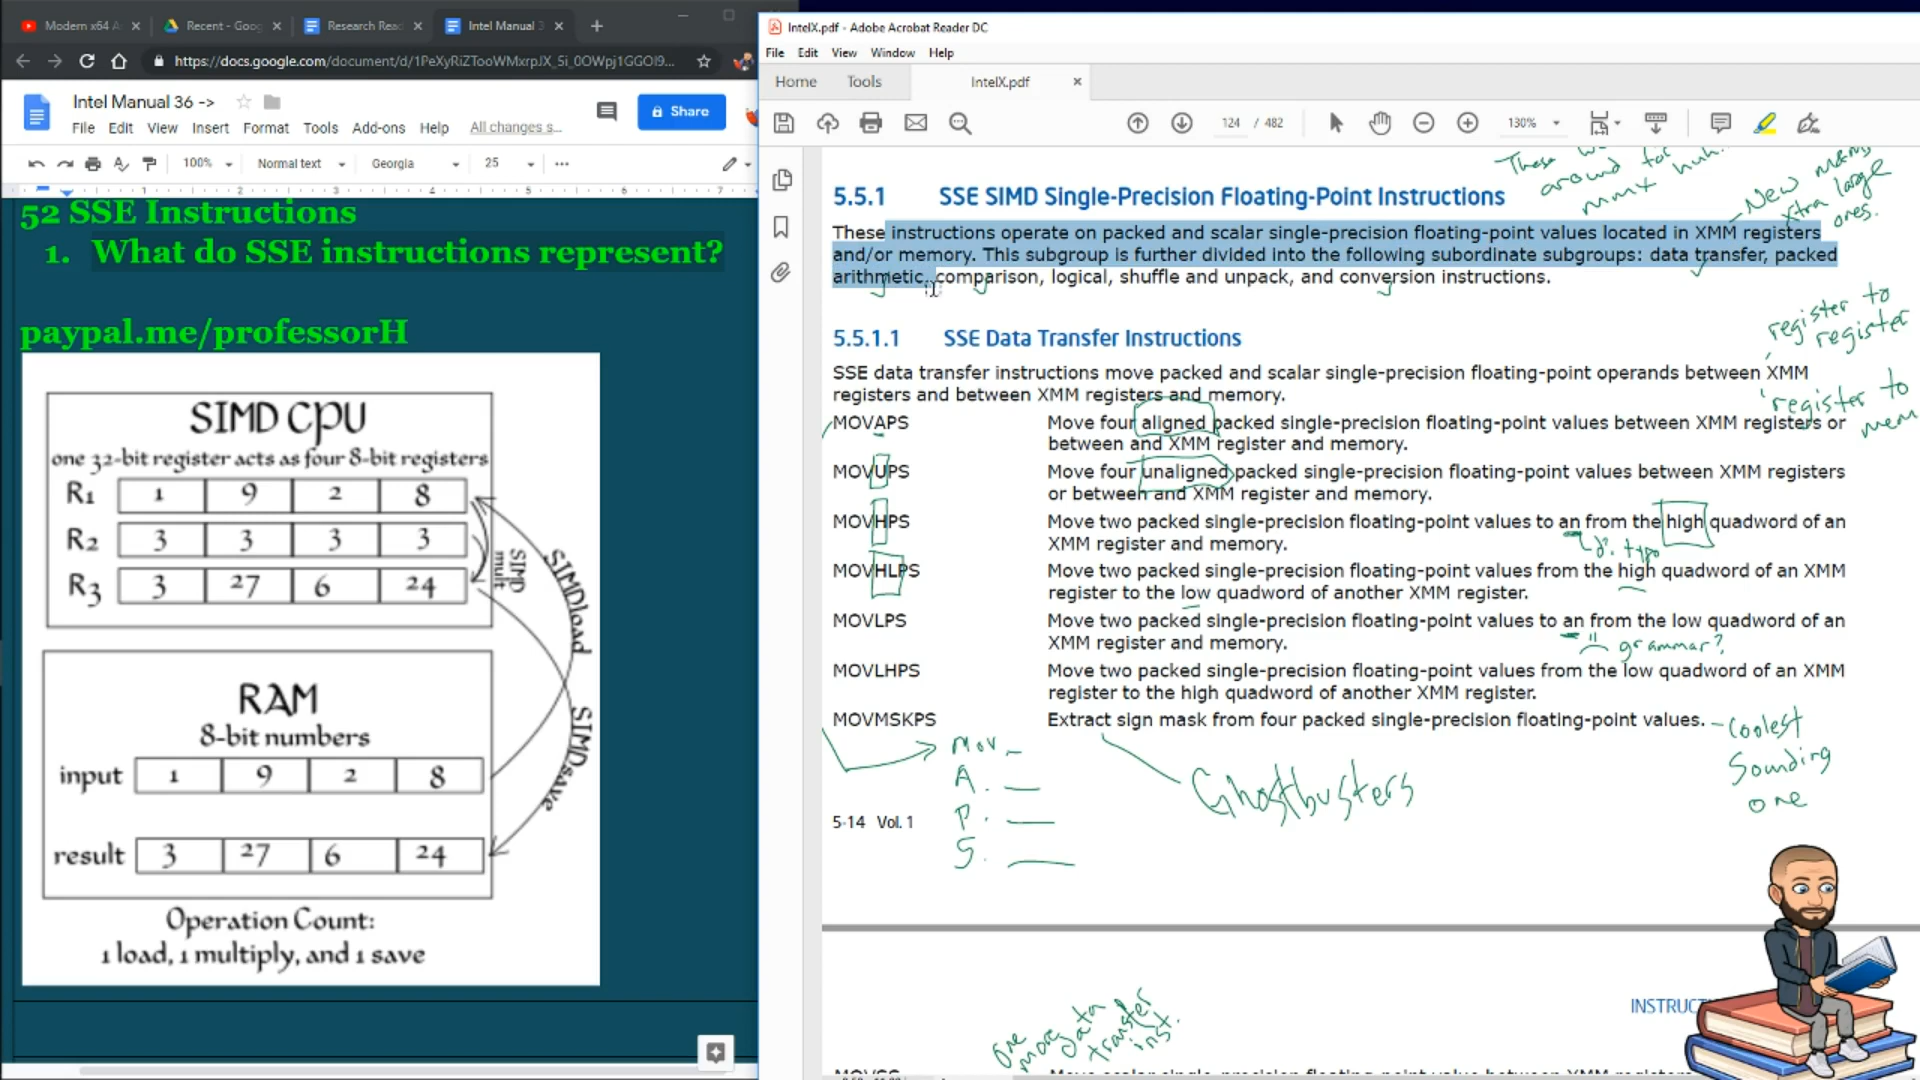 Modern x64 A
Recent - Goog
Research Rea
Intel Manual 3
https://docs.google.com/document/d/1PeXyRiZTooWMxrpJX_5i_0OWpj1GGOI9...
Intel Manual 36 ->
Share
File Edit View Insert Format Tools Add-ons Help All changes s...
100% Normal text Georgia 25
1 2 3 4 5 6 7
52 SSE Instructions
1. What do SSE instructions represent?
paypal.me/professorH
SIMD CPU
one 32-bit register acts as four 8-bit registers
R1 1 9 2 8
R2 3 3 3 3
R3 3 27 6 24
SIMD mult
SIMDload
RAM
8-bit numbers
SIMDsave
input 1 9 2 8
result 3 27 6 24
Operation Count:
1 load, 1 multiply, and 1 save
IntelX.pdf - Adobe Acrobat Reader DC
File Edit View Window Help
Home Tools IntelX.pdf
124 / 482 130%
These
around for
mmx huh.
New
xtra large
ones.
5.5.1 SSE SIMD Single-Precision Floating-Point Instructions
These instructions operate on packed and scalar single-precision floating-point values located in XMM registers
and/or memory. This subgroup is further divided into the following subordinate subgroups: data transfer, packed
arithmetic, comparison, logical, shuffle and unpack, and conversion instructions.
register to
register
register to
mem
5.5.1.1 SSE Data Transfer Instructions
SSE data transfer instructions move packed and scalar single-precision floating-point operands between XMM
registers and between XMM registers and memory.
MOVAPS Move four aligned packed single-precision floating-point values between XMM registers or
between and XMM register and memory.
MOVUPS Move four unaligned packed single-precision floating-point values between XMM registers
or between and XMM register and memory.
MOVHPS Move two packed single-precision floating-point values to an from the high quadword of an
XMM register and memory.
d. typo
MOVHLPS Move two packed single-precision floating-point values from the high quadword of an XMM
register to the low quadword of another XMM register.
MOVLPS Move two packed single-precision floating-point values to an from the low quadword of an
XMM register and memory.
grammar?
MOVLHPS Move two packed single-precision floating-point values from the low quadword of an XMM
register to the high quadword of another XMM register.
MOVMSKPS Extract sign mask from four packed single-precision floating-point values.
Coolest
Sounding
one
Mov _
A. __
P. __
S. __
Ghostbusters
5-14 Vol. 1
one
more data
transfer
inst.